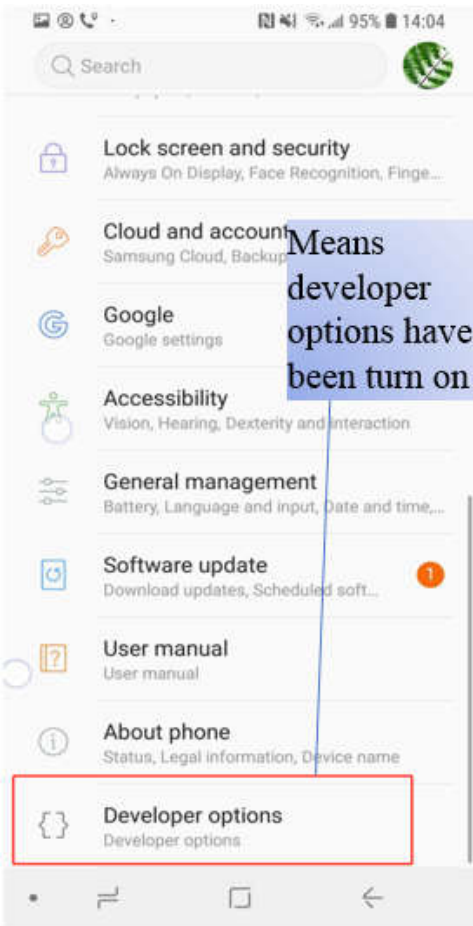 95% 14:04
Search
Lock screen and security
Always On Display, Face Recognition, Finge...
Cloud and account
Samsung Cloud, Backup
Means
developer
options have
been turn on
Google
Google settings
Accessibility
Vision, Hearing, Dexterity and interaction
General management
Battery, Language and input, Date and time,...
Software update
1
Download updates, Scheduled soft...
User manual
User manual
About phone
Status, Legal information, Device name
Developer options
Developer options